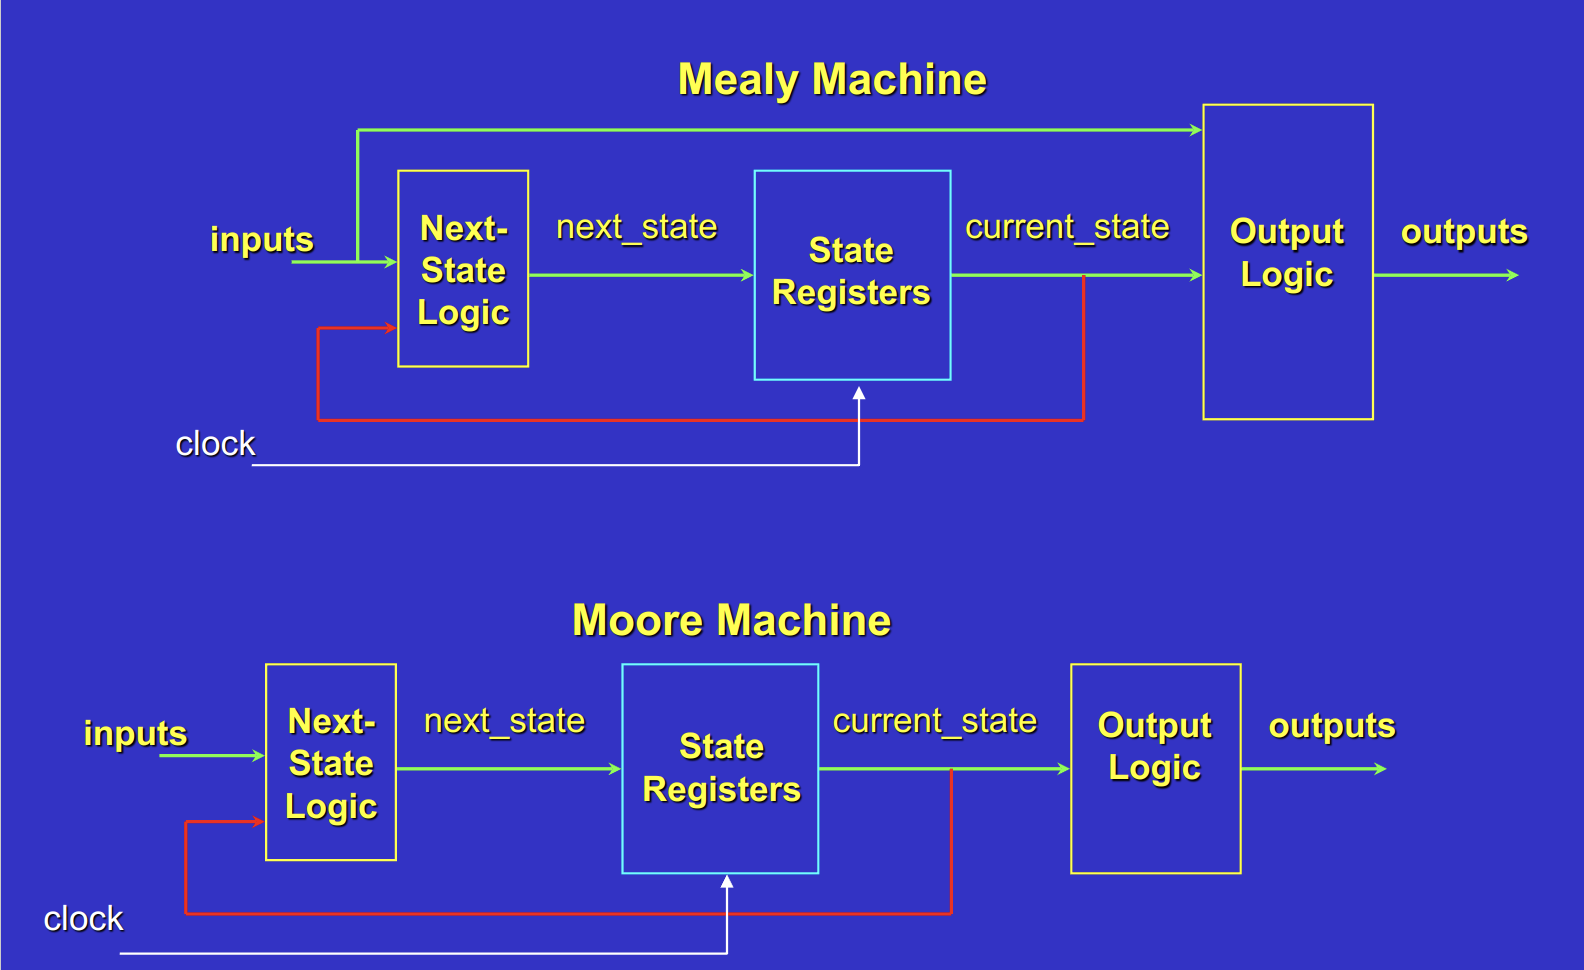 Mealy Machine
inputs
Next-
State
Logic
next_state
State
Registers
current_state
Output
Logic
outputs
clock
Moore Machine
inputs
Next-
State
Logic
next_state
State
Registers
current_state
Output
Logic
outputs
clock